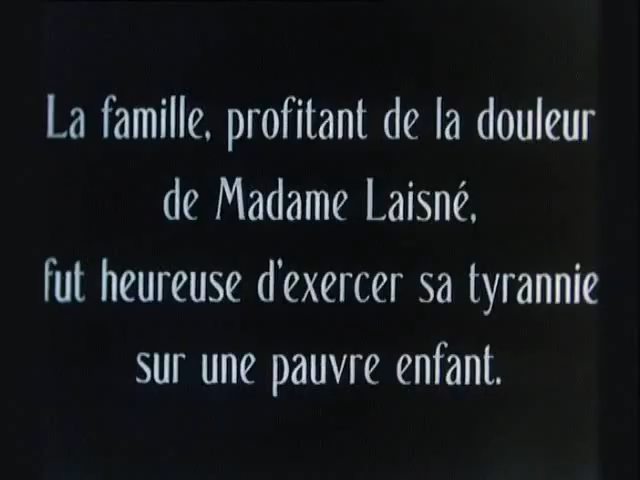 La famille, profitant de la douleur
de Madame Laisné,
fut heureuse d'exercer sa tyrannie
sur une pauvre enfant.